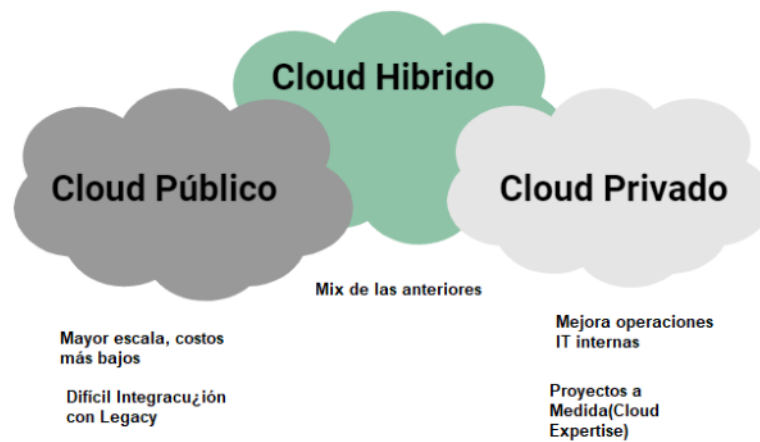 Cloud Hibrido
Cloud Público
Cloud Privado
Mix de las anteriores
Mayor escala, costos
más bajos
Difícil Integracu¿ión
con Legacy
Mejora operaciones
IT internas
Proyectos a
Medida(Cloud
Expertise)